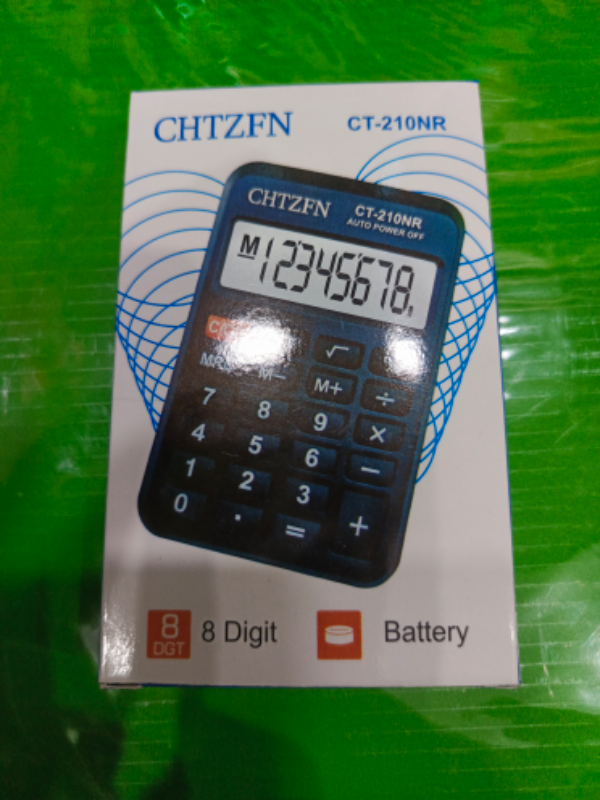 CHTZFN CT-210NR
CHTZFN CT-210NR
AUTO POWER OFF
M 12345678.
√
M+ ÷
7 8 9 ×
4 5 6 −
1 2 3
0 . = +
8 DGT 8 Digit Battery